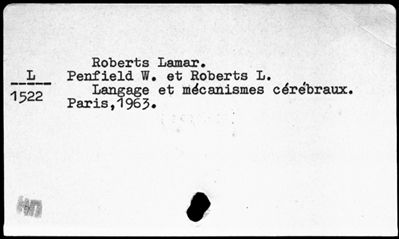 Roberts Lamar.
L
Penfield W. et Roberts L.
1522
Langage et mécanismes cérébraux.
Paris, 1963.